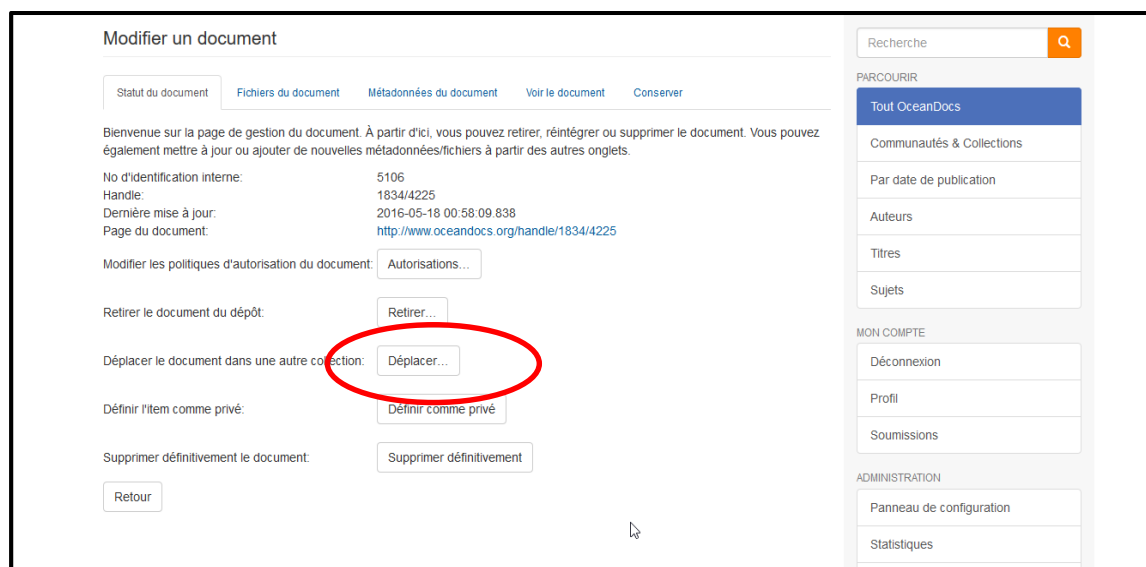 Modifier un document
Statut du document Fichiers du document Métadonnées du document Voir le document Conserver
Bienvenue sur la page de gestion du document. À partir d'ici, vous pouvez retirer, réintégrer ou supprimer le document. Vous pouvez
également mettre à jour ou ajouter de nouvelles métadonnées/fichiers à partir des autres onglets.
No d'identification interne: 5106
Handle: 1834/4225
Dernière mise à jour: 2016-05-18 00:58:09.838
Page du document: http://www.oceandocs.org/handle/1834/4225
Modifier les politiques d'autorisation du document: Autorisations...
Retirer le document du dépôt: Retirer...
Déplacer le document dans une autre collection: Déplacer...
Définir l'item comme privé: Définir comme privé
Supprimer définitivement le document: Supprimer définitivement
Retour
Recherche
PARCOURIR
Tout OceanDocs
Communautés & Collections
Par date de publication
Auteurs
Titres
Sujets
MON COMPTE
Déconnexion
Profil
Soumissions
ADMINISTRATION
Panneau de configuration
Statistiques